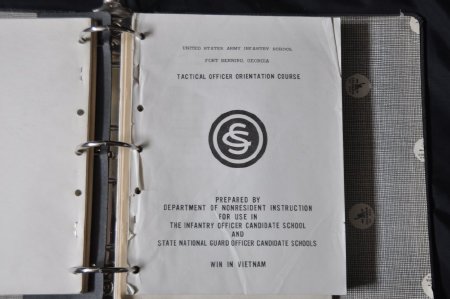 UNITED STATES ARMY INFANTRY SCHOOL
FORT BENNING, GEORGIA
TACTICAL OFFICER ORIENTATION COURSE
OCS
PREPARED BY
DEPARTMENT OF NONRESIDENT INSTRUCTION
FOR USE IN
THE INFANTRY OFFICER CANDIDATE SCHOOL
AND
STATE NATIONAL GUARD OFFICER CANDIDATE SCHOOLS
WIN IN VIETNAM